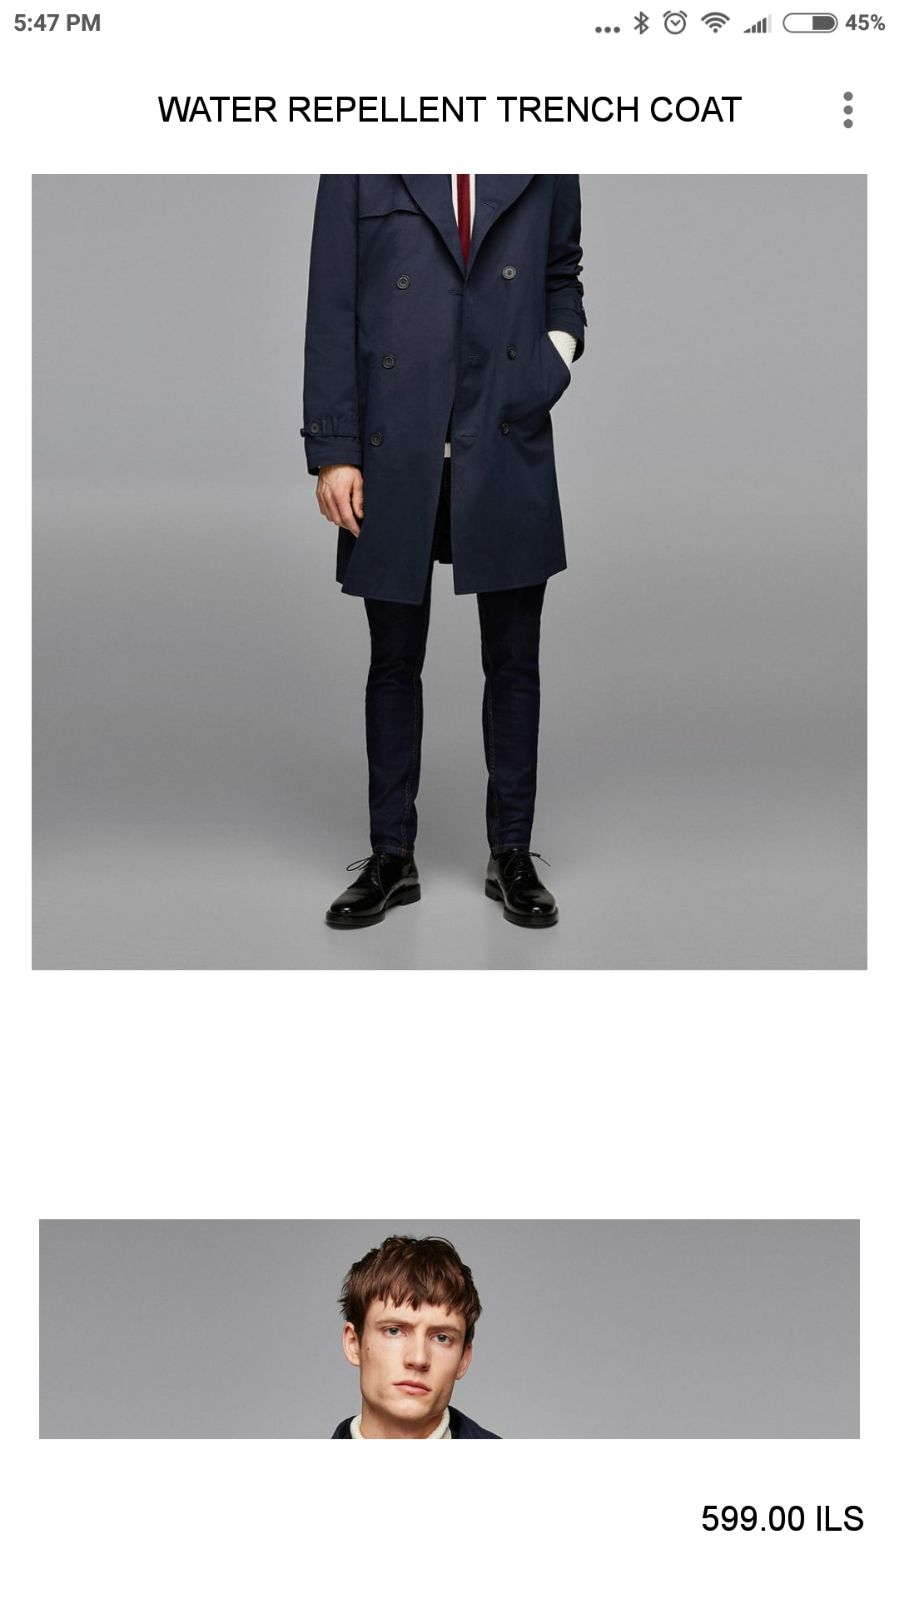 5:47 PM
45%
WATER REPELLENT TRENCH COAT
599.00 ILS